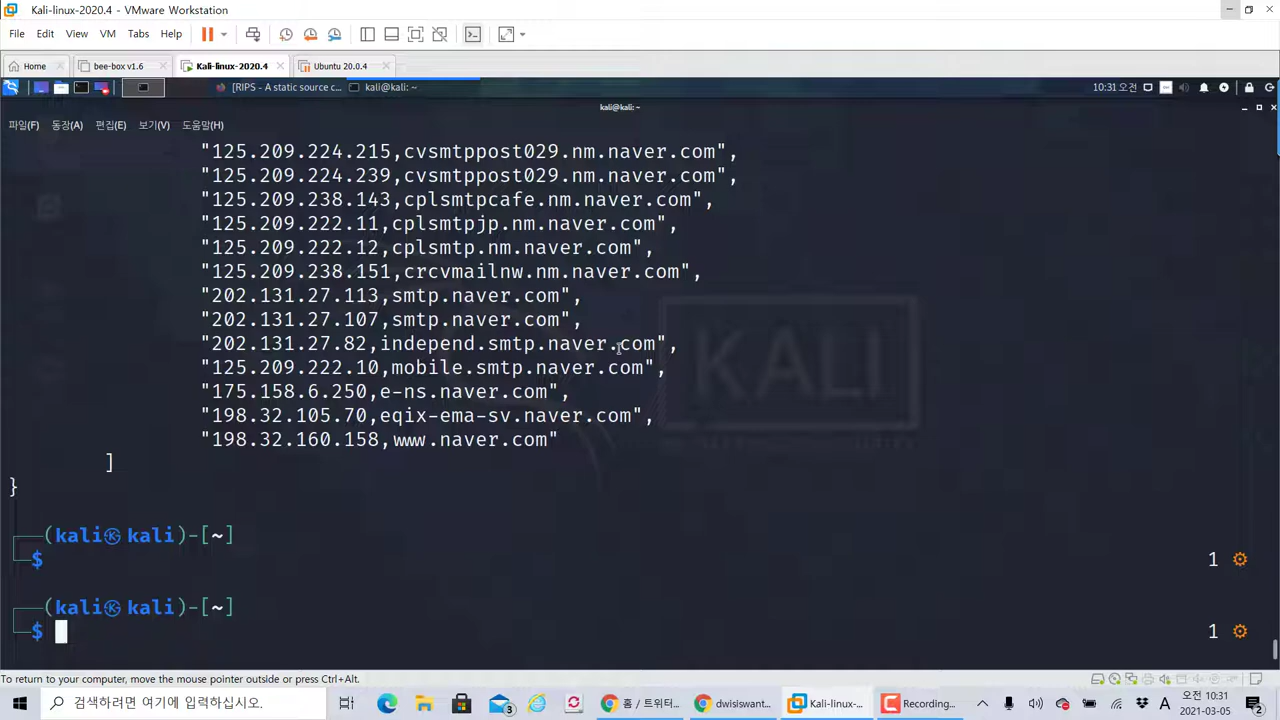 Kali-linux-2020.4 - VMware Workstation
File Edit View VM Tabs Help
Home bee-box v1.6 Kali-linux-2020.4 Ubuntu 20.0.4
[RIPS - A static source c... kali@kali: ~ 10:31 오전
kali@kali: ~
파일(F) 동장(A) 편집(E) 보기(V) 도움말(H)
"125.209.224.215,cvsmtppost029.nm.naver.com",
"125.209.224.239,cvsmtppost029.nm.naver.com",
"125.209.238.143,cplsmtpcafe.nm.naver.com",
"125.209.222.11,cplsmtpjp.nm.naver.com",
"125.209.222.12,cplsmtp.nm.naver.com",
"125.209.238.151,crcvmailnw.nm.naver.com",
"202.131.27.113,smtp.naver.com",
"202.131.27.107,smtp.naver.com",
"202.131.27.82,independ.smtp.naver.com",
"125.209.222.10,mobile.smtp.naver.com",
"175.158.6.250,e-ns.naver.com",
"198.32.105.70,eqix-ema-sv.naver.com",
"198.32.160.158,www.naver.com"
]
}
KALI
(kali㉿kali)-[~]
$ 1
(kali㉿kali)-[~]
$ 1
To return to your computer, move the mouse pointer outside or press Ctrl+Alt.
검색하려면 여기에 입력하십시오. 3 홈 / 트위터... dwisiswant... Kali-linux-... Recording... A 오전 10:31
2021-03-05 2